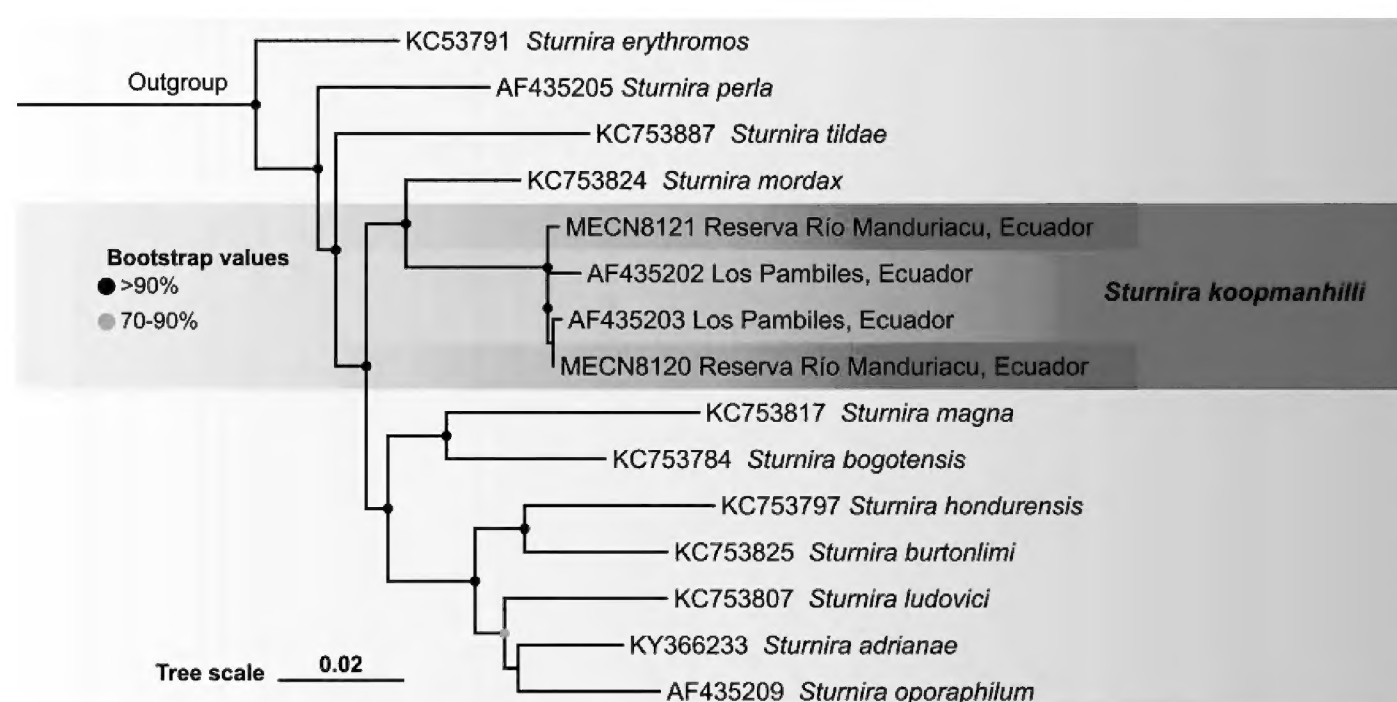 KC53791 Sturnira erythromos
Outgroup
AF435205 Sturnira perla
KC753887 Sturnira tildae
KC753824 Sturnira mordax
MECN8121 Reserva Río Manduriacu, Ecuador
Bootstrap values
>90%
70-90%
AF435202 Los Pambiles, Ecuador
Sturnira koopmanhilli
AF435203 Los Pambiles, Ecuador
MECN8120 Reserva Río Manduriacu, Ecuador
KC753817 Sturnira magna
KC753784 Sturnira bogotensis
KC753797 Sturnira hondurensis
KC753825 Sturnira burtonlimi
KC753807 Sturnira ludovici
KY366233 Sturnira adrianae
Tree scale 0.02
AF435209 Sturnira oporaphilum